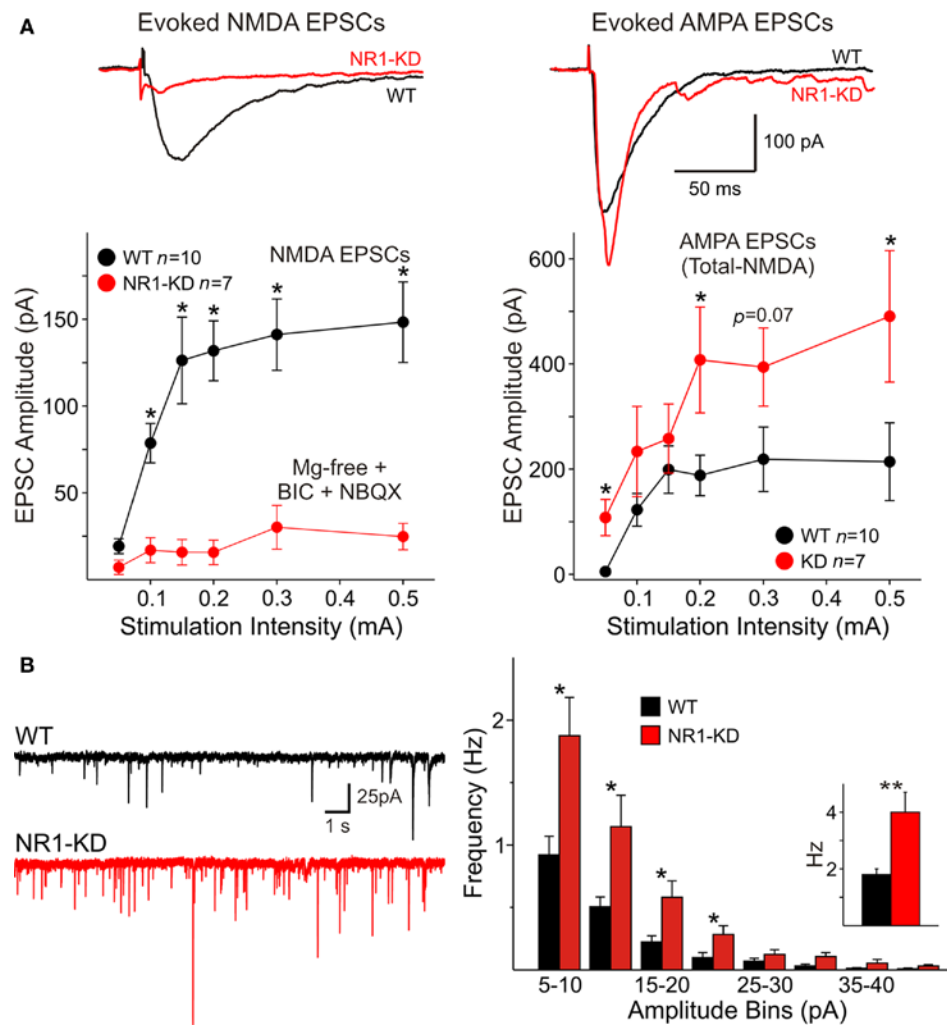 A
Evoked NMDA EPSCs
NR1-KD
WT
Evoked AMPA EPSCs
WT
NR1-KD
100 pA
50 ms
WT n=10
NR1-KD n=7
NMDA EPSCs
* * * * *
Mg-free +
BIC + NBQX
EPSC Amplitude (pA)
150
100
50
0.1 0.2 0.3 0.4 0.5
Stimulation Intensity (mA)
AMPA EPSCs
(Total-NMDA)
* * *
p=0.07
WT n=10
KD n=7
EPSC Amplitude (pA)
600
400
200
0
0.1 0.2 0.3 0.4 0.5
Stimulation Intensity (mA)
B
WT
25pA
1 s
NR1-KD
WT
NR1-KD
* * * *
Frequency (Hz)
2
1
5-10 15-20 25-30 35-40
Amplitude Bins (pA)
**
Hz
4
2